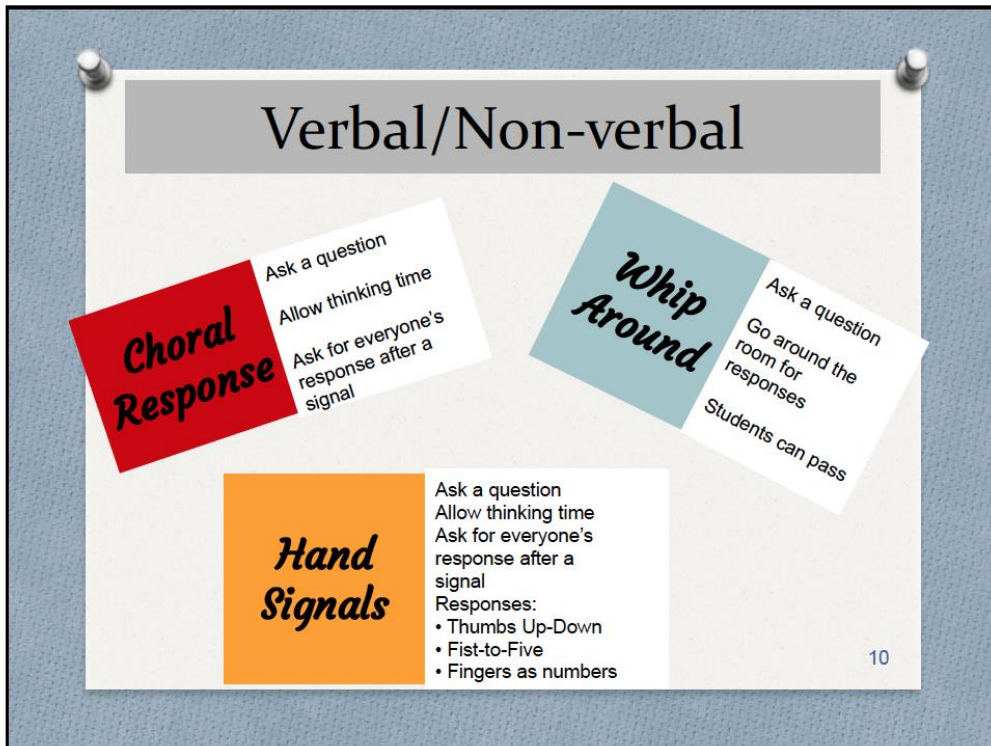 Verbal/Non-verbal
Choral
Response
Ask a question
Allow thinking time
Ask for everyone's
response after a
signal
Whip
Around
Ask a question
Go around the
room for
responses
Students can pass
Hand
Signals
Ask a question
Allow thinking time
Ask for everyone's
response after a
signal
Responses:
• Thumbs Up-Down
• Fist-to-Five
• Fingers as numbers
10